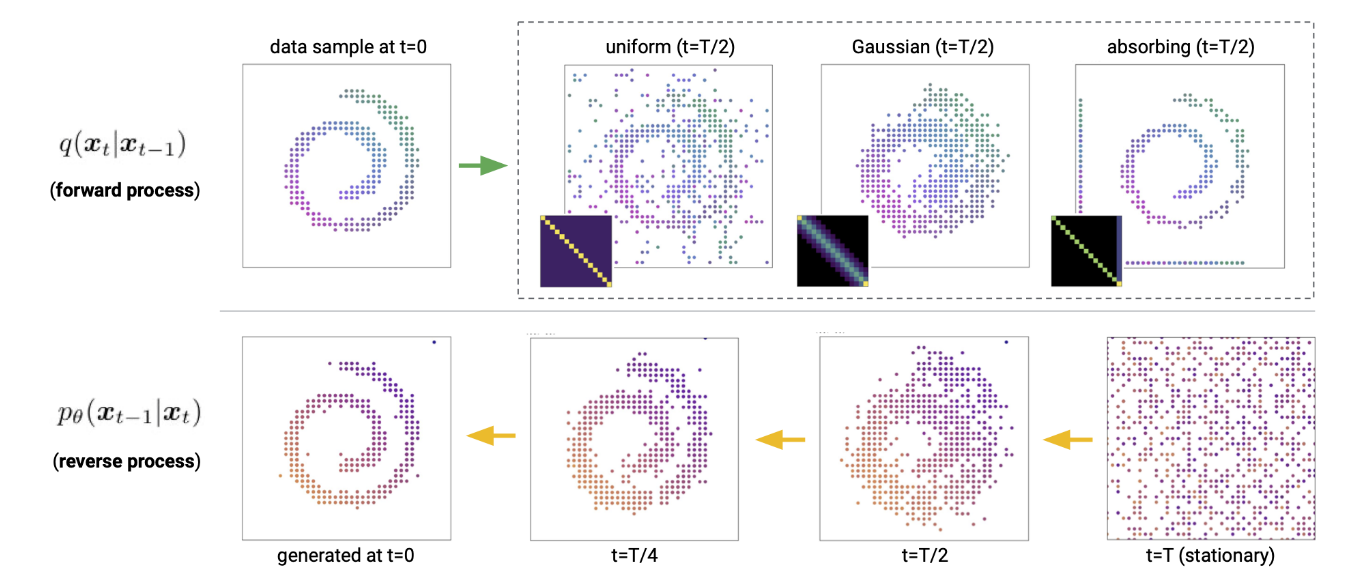 data sample at t=0
uniform (t=T/2)
Gaussian (t=T/2)
absorbing (t=T/2)
q(xₜ|xₜ₋₁)
(forward process)
pθ(xₜ₋₁|xₜ)
(reverse process)
generated at t=0
t=T/4
t=T/2
t=T (stationary)